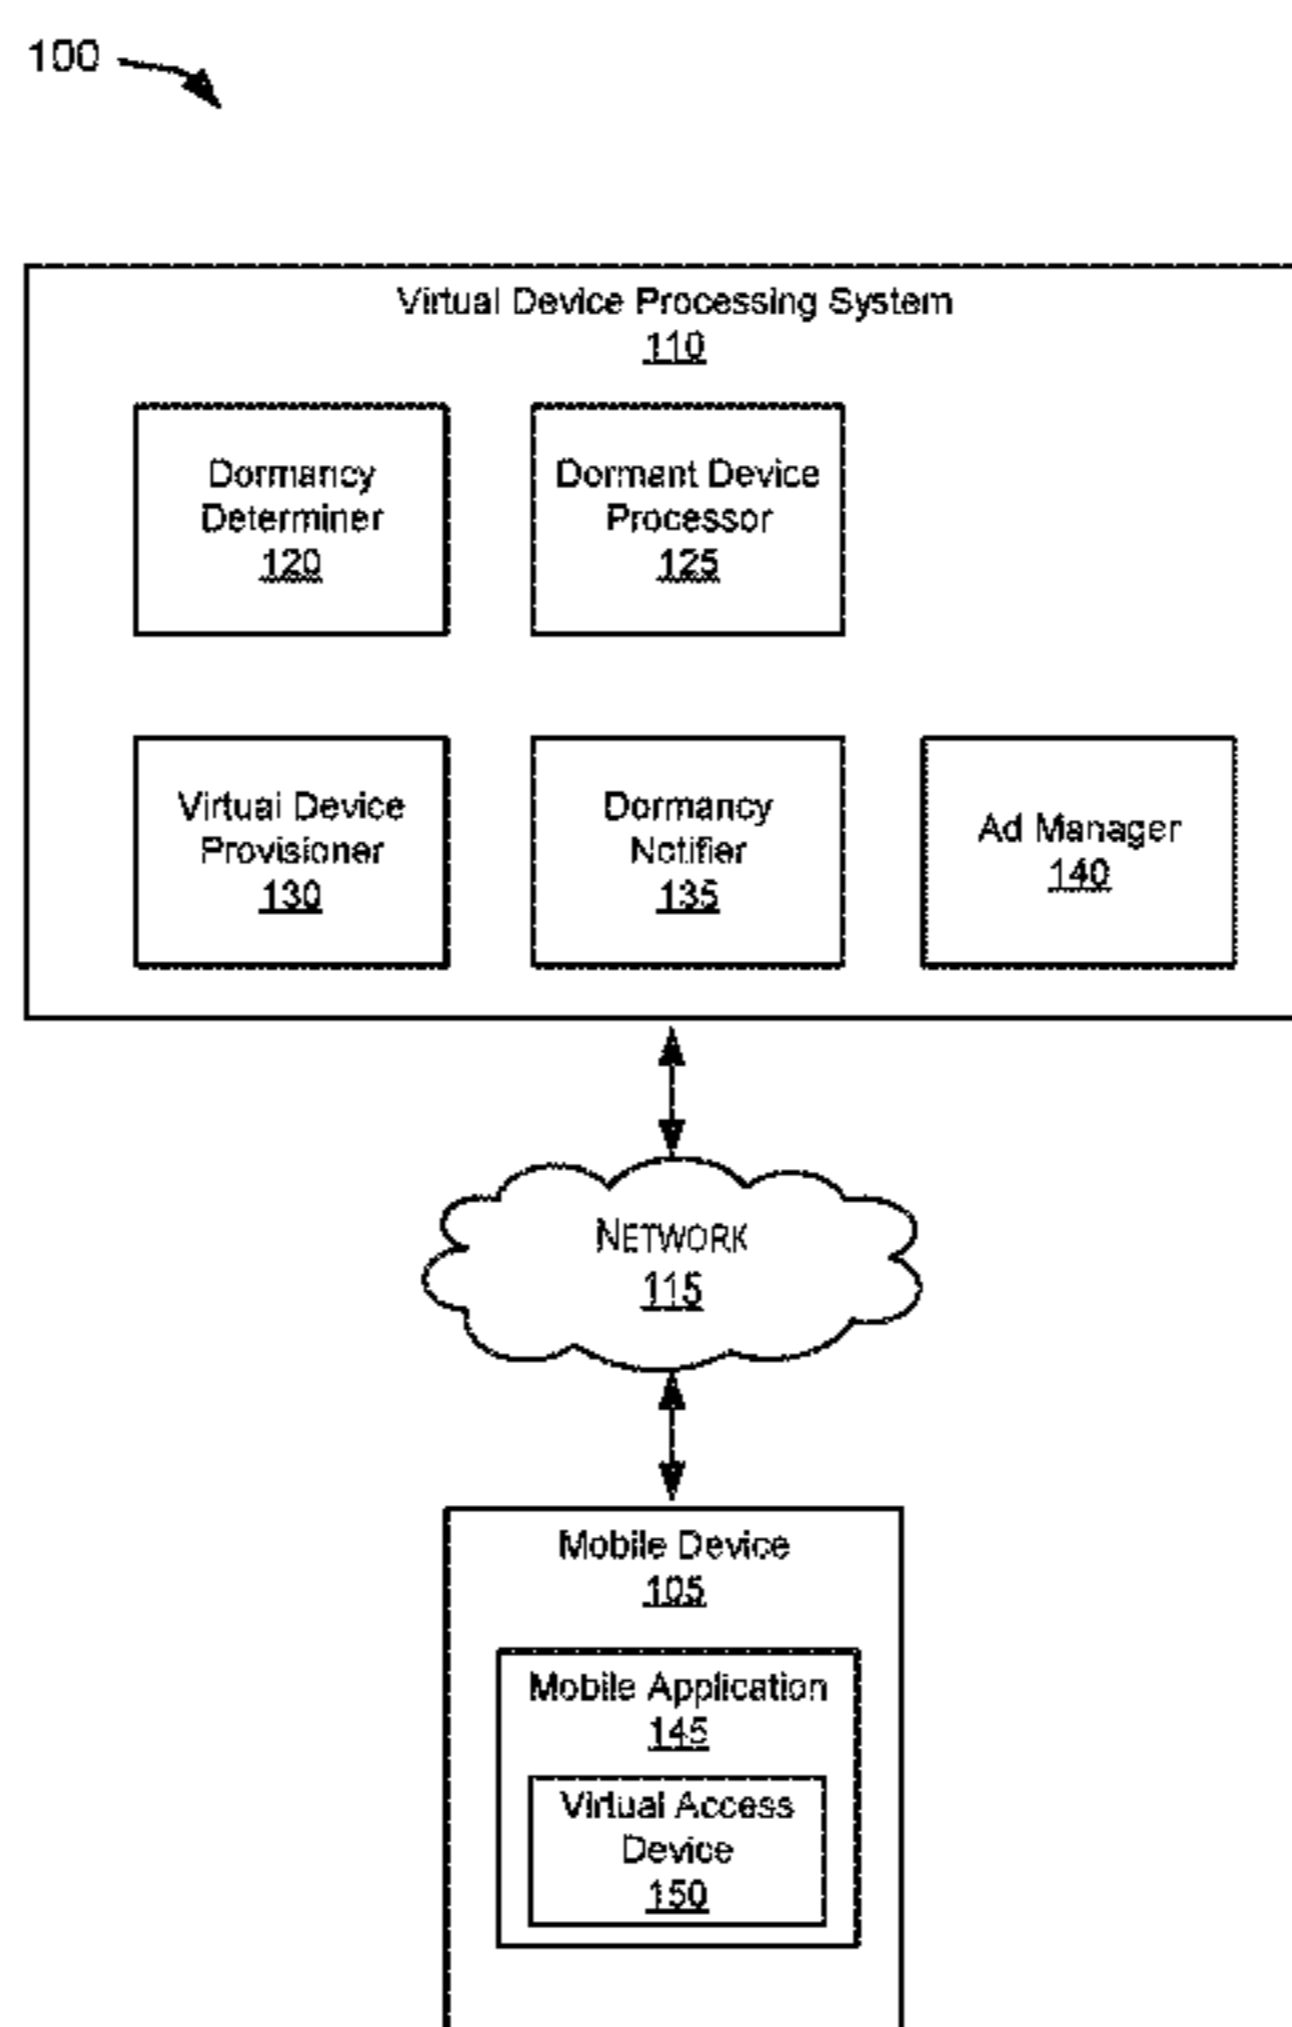 100
Virtual Device Processing System
110
Dormancy
Determiner
120
Dormant Device
Processor
125
Virtual Device
Provisioner
130
Dormancy
Notifier
135
Ad Manager
140
NETWORK
115
Mobile Device
105
Mobile Application
145
Virtual Access
Device
150